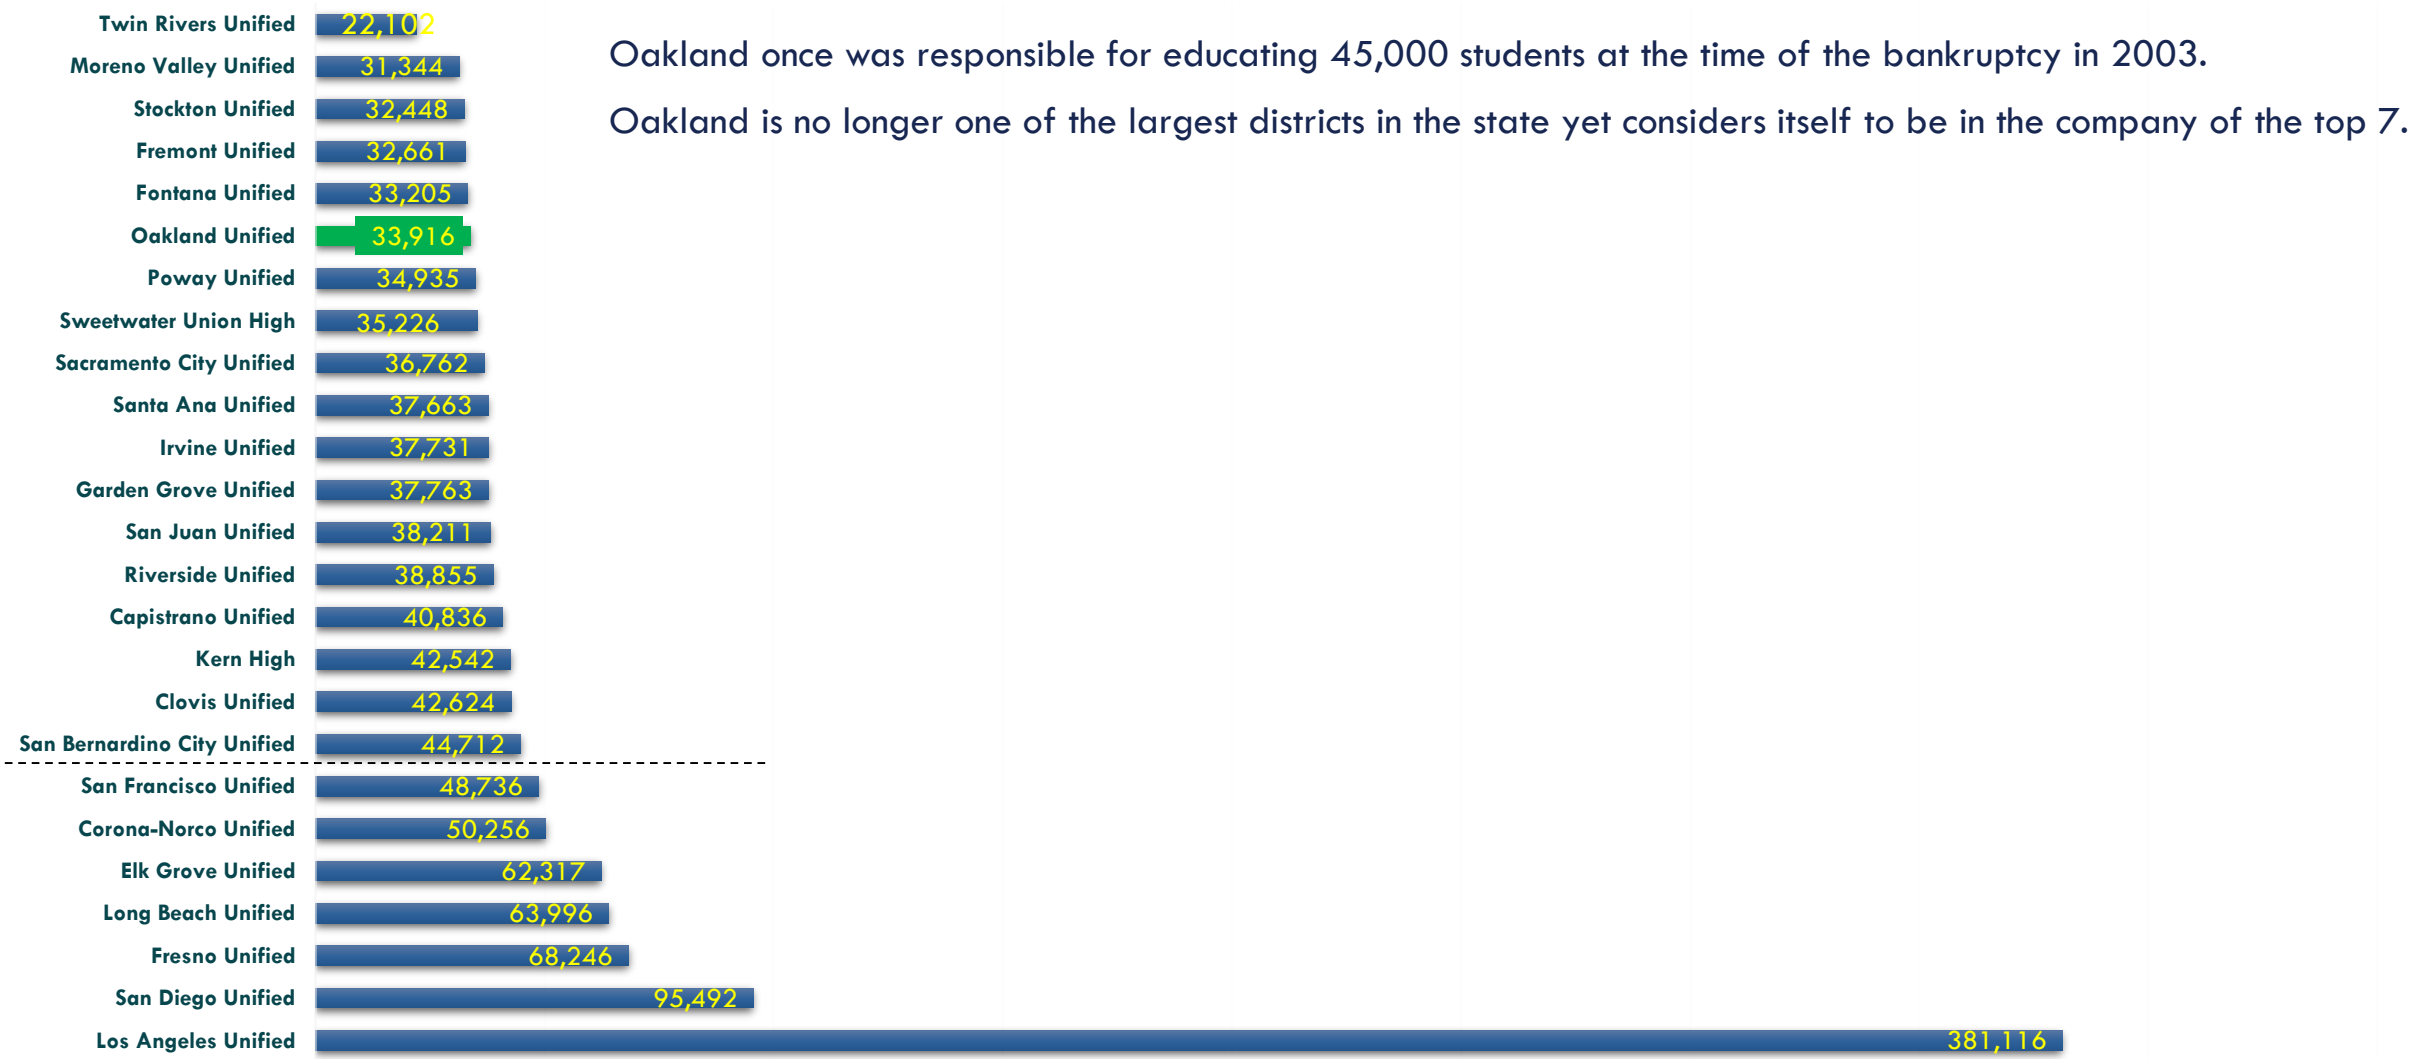 Twin Rivers Unified 22,102
Oakland once was responsible for educating 45,000 students at the time of the bankruptcy in 2003.
Moreno Valley Unified 31,344
Stockton Unified 32,448
Oakland is no longer one of the largest districts in the state yet considers itself to be in the company of the top 7.
Fremont Unified 32,661
Fontana Unified 33,205
Oakland Unified 33,916
Poway Unified 34,935
Sweetwater Union High 35,226
Sacramento City Unified 36,762
Santa Ana Unified 37,663
Irvine Unified 37,731
Garden Grove Unified 37,763
San Juan Unified 38,211
Riverside Unified 38,855
Capistrano Unified 40,836
Kern High 42,542
Clovis Unified 42,624
San Bernardino City Unified 44,712
San Francisco Unified 48,736
Corona-Norco Unified 50,256
Elk Grove Unified 62,317
Long Beach Unified 63,996
Fresno Unified 68,246
San Diego Unified 95,492
Los Angeles Unified 381,116